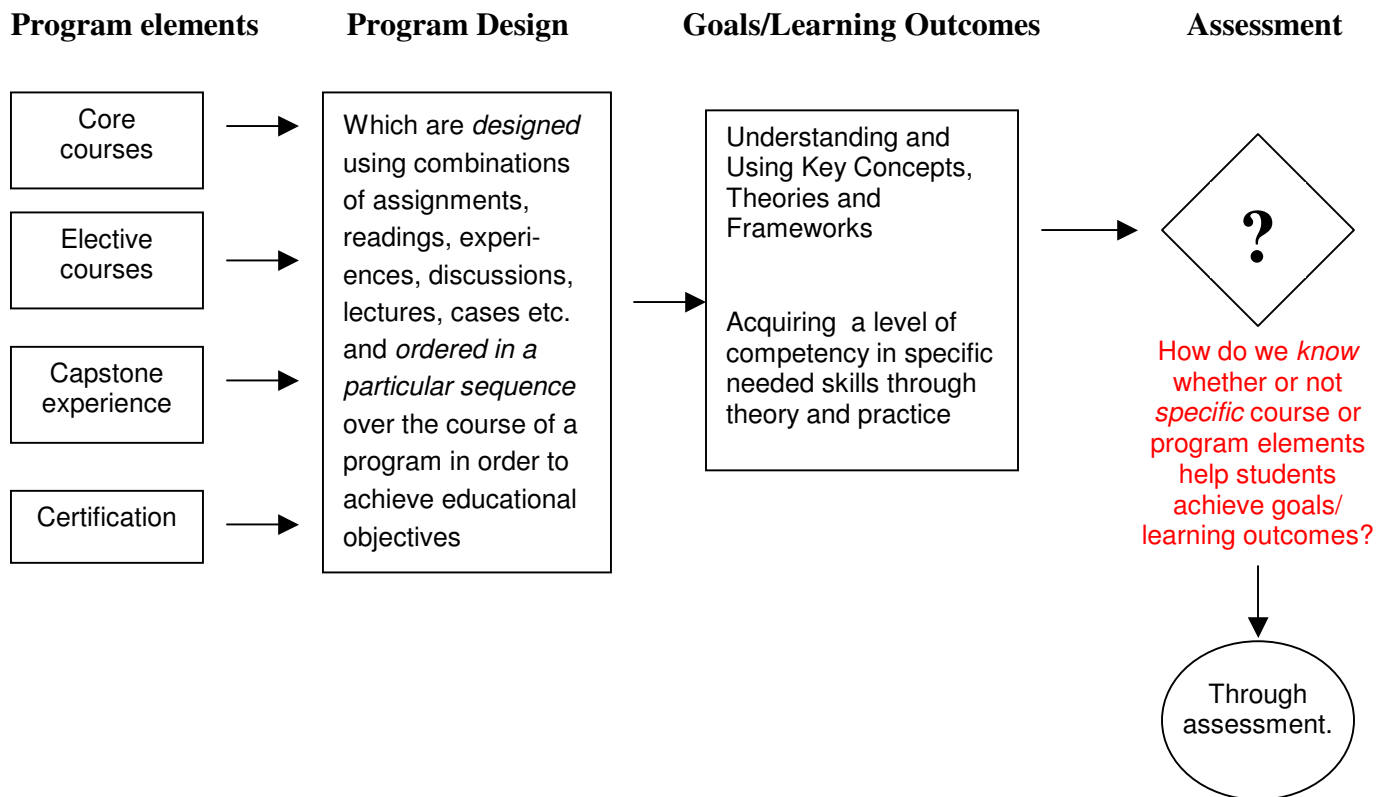 Program elements
Program Design
Goals/Learning Outcomes
Assessment
Core
courses
Elective
courses
Capstone
experience
Certification
Which are designed
using combinations
of assignments,
readings, experi-
ences, discussions,
lectures, cases etc.
and ordered in a
particular sequence
over the course of a
program in order to
achieve educational
objectives
Understanding and
Using Key Concepts,
Theories and
Frameworks
Acquiring a level of
competency in specific
needed skills through
theory and practice
?
How do we know
whether or not
specific course or
program elements
help students
achieve goals/
learning outcomes?
Through
assessment.